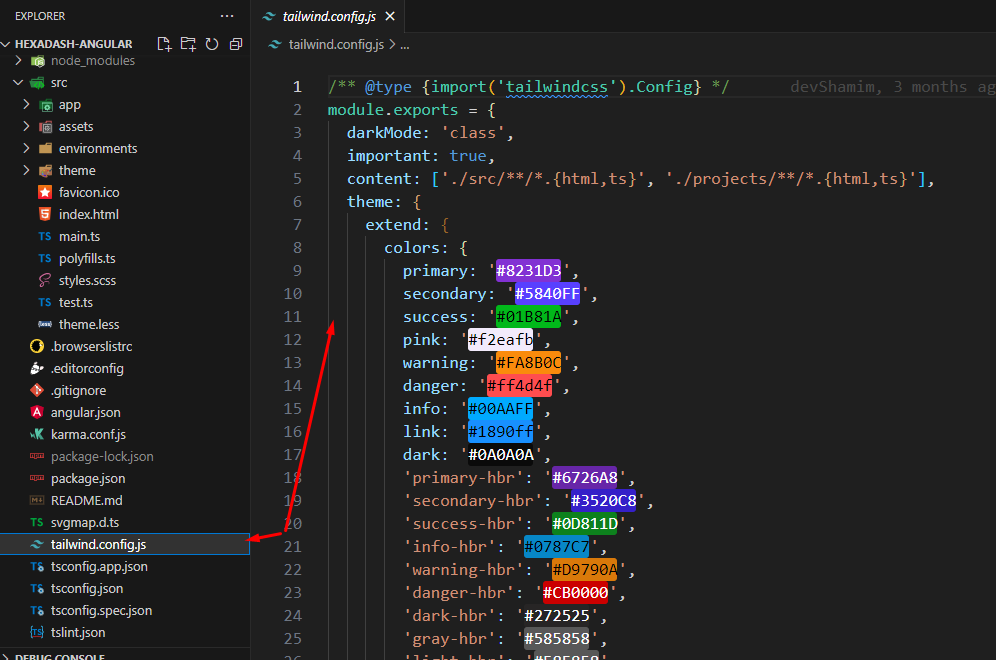 EXPLORER
···
tailwind.config.js
HEXADASH-ANGULAR
tailwind.config.js > ...
node_modules
src
app
assets
environments
theme
favicon.ico
index.html
TS main.ts
TS polyfills.ts
styles.scss
TS test.ts
theme.less
.browserslistrc
.editorconfig
.gitignore
angular.json
karma.conf.js
package-lock.json
package.json
README.md
TS svgmap.d.ts
tailwind.config.js
TS tsconfig.app.json
TS tsconfig.json
TS tsconfig.spec.json
tslint.json
DEBUG CONSOLE
1 /** @type {import('tailwindcss').Config} */ devShamim, 3 months ag
2 module.exports = {
3 darkMode: 'class',
4 important: true,
5 content: ['./src/**/*.{html,ts}', './projects/**/*.{html,ts}'],
6 theme: {
7 extend: {
8 colors: {
9 primary: '#8231D3',
10 secondary: '#5840FF',
11 success: '#01B81A',
12 pink: '#f2eafb',
13 warning: '#FA8B0C',
14 danger: '#ff4d4f',
15 info: '#00AAFF',
16 link: '#1890ff',
17 dark: '#0A0A0A',
18 'primary-hbr': '#6726A8',
19 'secondary-hbr': '#3520C8',
20 'success-hbr': '#0D811D',
21 'info-hbr': '#0787C7',
22 'warning-hbr': '#D9790A',
23 'danger-hbr': '#CB0000',
24 'dark-hbr': '#272525',
25 'gray-hbr': '#585858',
26 'light-hbr': '#585858',